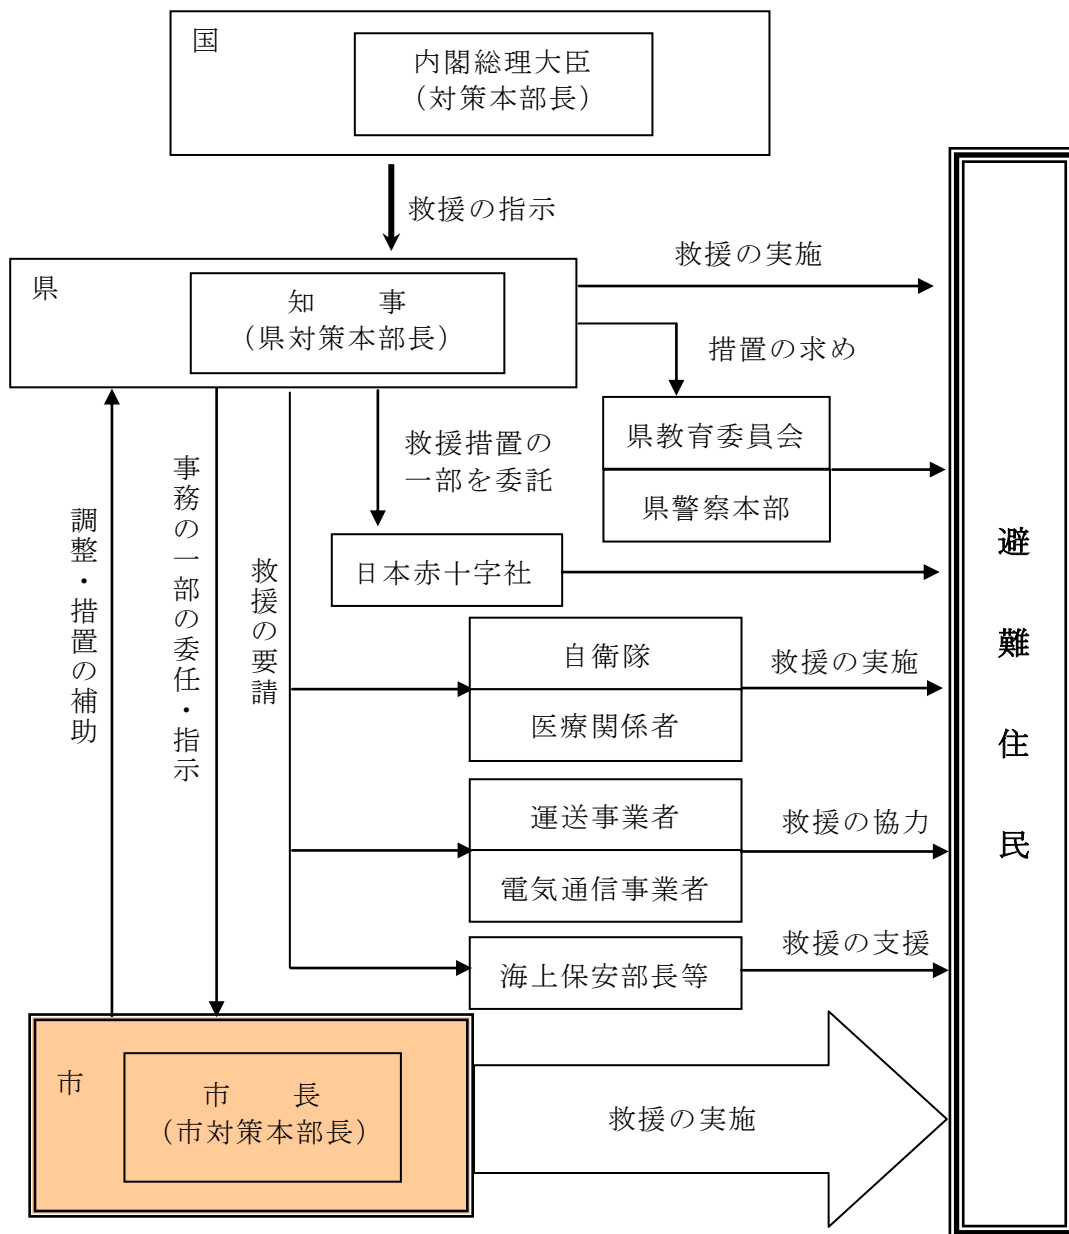 国
内閣総理大臣
（対策本部長）
救援の指示
県
知　　事
（県対策本部長）
救援の実施
措置の求め
県教育委員会
県警察本部
救援措置の
一部を委託
日本赤十字社
調整・措置の補助
事務の一部の委任・指示
救援の要請
自衛隊
医療関係者
救援の実施
運送事業者
電気通信事業者
救援の協力
海上保安部長等
救援の支援
市
市　　長
（市対策本部長）
救援の実施
避難住民